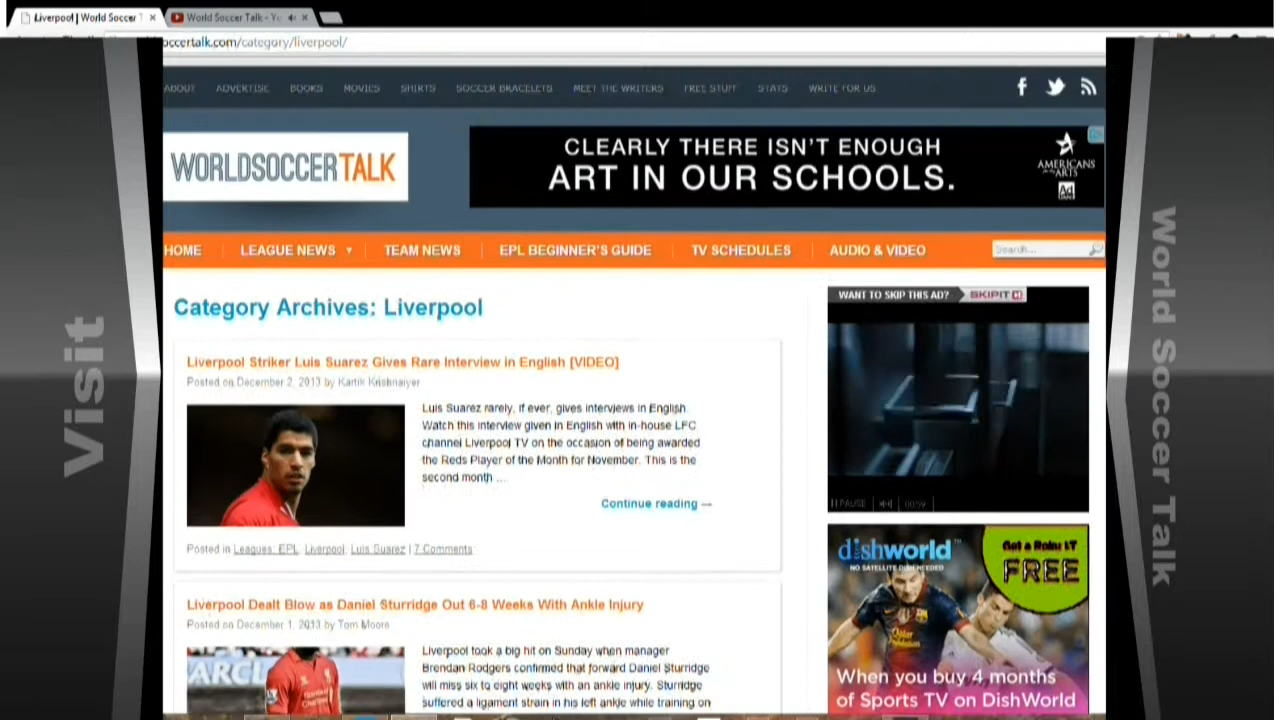 Liverpool | World Soccer T
World Soccer Talk - Yo
occertalk.com/category/liverpool/
ABOUT ADVERTISE BOOKS MOVIES SHIRTS SOCCER BRACELETS MEET THE WRITERS FREE STUFF STATS WRITE FOR US
WORLDSOCCERTALK
CLEARLY THERE ISN'T ENOUGH
ART IN OUR SCHOOLS.
AMERICANS
for the ARTS
Ad
HOME LEAGUE NEWS TEAM NEWS EPL BEGINNER'S GUIDE TV SCHEDULES AUDIO & VIDEO Search...
Visit
World Soccer Talk
Category Archives: Liverpool
Liverpool Striker Luis Suarez Gives Rare Interview in English [VIDEO]
Posted on December 2, 2013 by Kartik Krishnaiyer
Luis Suarez rarely, if ever, gives interviews in English.
Watch this interview given in English with in-house LFC
channel Liverpool TV on the occasion of being awarded
the Reds Player of the Month for November. This is the
second month ...
Continue reading →
Posted in Leagues: EPL, Liverpool, Luis Suarez | 7 Comments
Liverpool Dealt Blow as Daniel Sturridge Out 6-8 Weeks With Ankle Injury
Posted on December 1, 2013 by Tom Moore
Liverpool took a big hit on Sunday when manager
Brendan Rodgers confirmed that forward Daniel Sturridge
will miss six to eight weeks with an ankle injury. Sturridge
suffered a ligament strain in his left ankle while training on
WANT TO SKIP THIS AD? SKIPIT
PAUSE 00:59
dishworld™
NO SATELLITE DISH NEEDED
Get a Roku LT
FREE
When you buy 4 months
of Sports TV on DishWorld